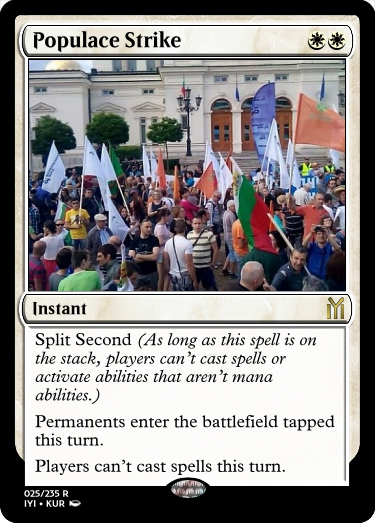 Populace Strike
Instant
Split Second (As long as this spell is on
the stack, players can't cast spells or
activate abilities that aren't mana
abilities.)
Permanents enter the battlefield tapped
this turn.
Players can't cast spells this turn.
025/235 R
IYI • KUR